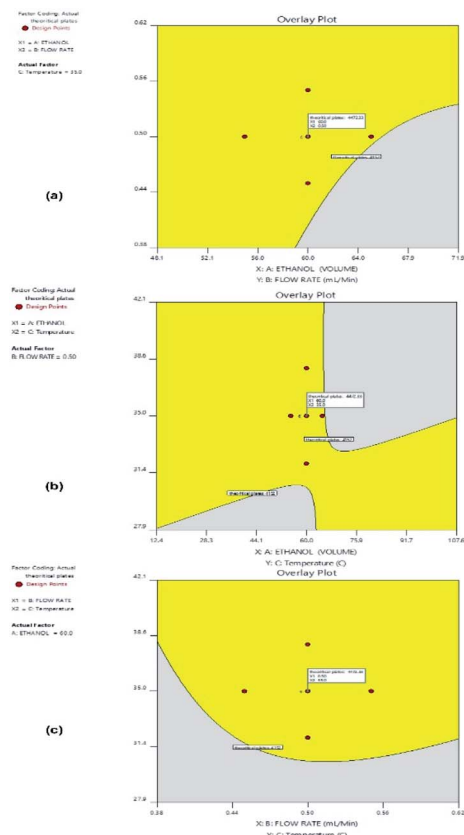 Factor Coding: Actual
Overlay Plot
theoritical plates
Design Points
X1 = A: ETHANOL
X2 = B: FLOW RATE
Actual Factor
C: Temperature = 35.0
0.62
0.56
0.50
0.44
0.38
48.1
52.1
56.0
60.0
64.0
67.9
71.9
X: A: ETHANOL (VOLUME)
Y: B: FLOW RATE (mL/Min)
(a)
Factor Coding: Actual
Overlay Plot
theoritical plates
Design Points
X1 = A: ETHANOL
X2 = C: Temperature
Actual Factor
B: FLOW RATE = 0.50
42.1
38.6
35.0
31.4
27.9
12.4
28.3
44.1
60.0
75.9
91.7
107.6
X: A: ETHANOL (VOLUME)
Y: C: Temperature (C)
(b)
Factor Coding: Actual
Overlay Plot
theoritical plates
Design Points
X1 = B: FLOW RATE
X2 = C: Temperature
Actual Factor
A: ETHANOL = 60.0
42.1
38.6
35.0
31.4
27.9
0.38
0.44
0.50
0.56
0.62
X: B: FLOW RATE (mL/Min)
Y: C: Temperature (C)
(c)